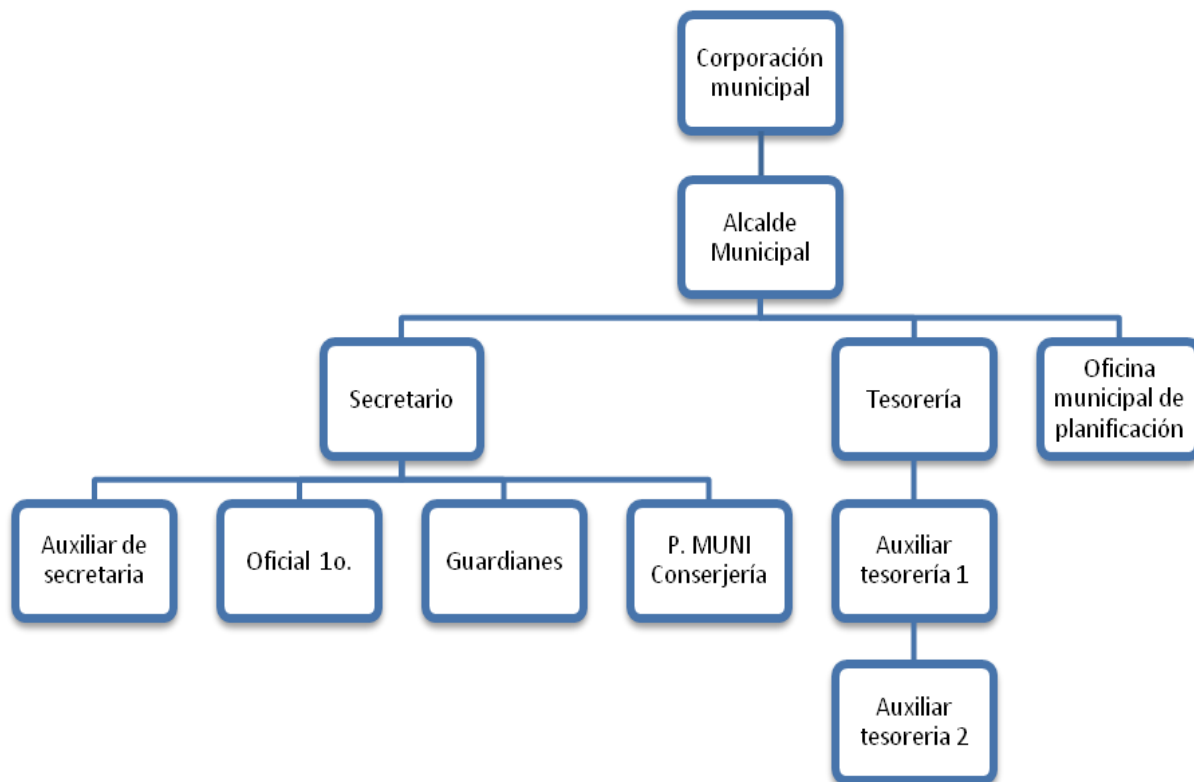 Corporación
municipal
Alcalde
Municipal
Secretario
Tesorería
Oficina
municipal de
planificación
Auxiliar de
secretaria
Oficial 1o.
Guardianes
P. MUNI
Conserjería
Auxiliar
tesorería 1
Auxiliar
tesoreria 2